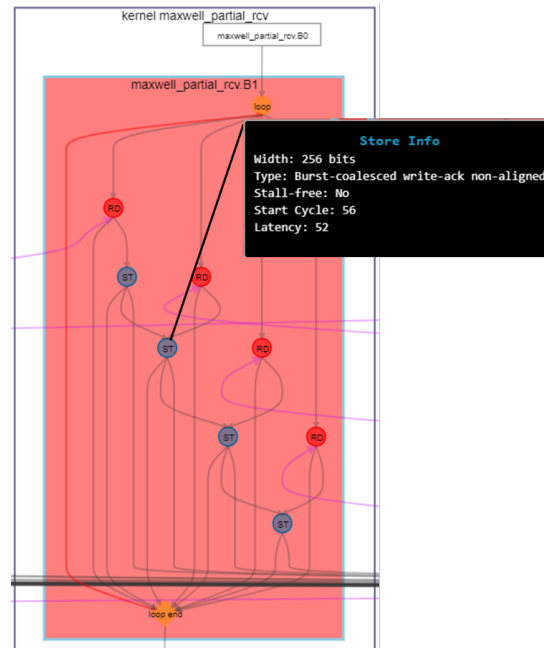 kernel maxwell_partial_rcv
maxwell_partial_rcv.B0
maxwell_partial_rcv.B1
loop
Store Info
Width: 256 bits
Type: Burst-coalesced write-ack non-aligned
Stall-free: No
Start Cycle: 56
Latency: 52
RD
ST
RD
ST
RD
ST
RD
ST
loop end